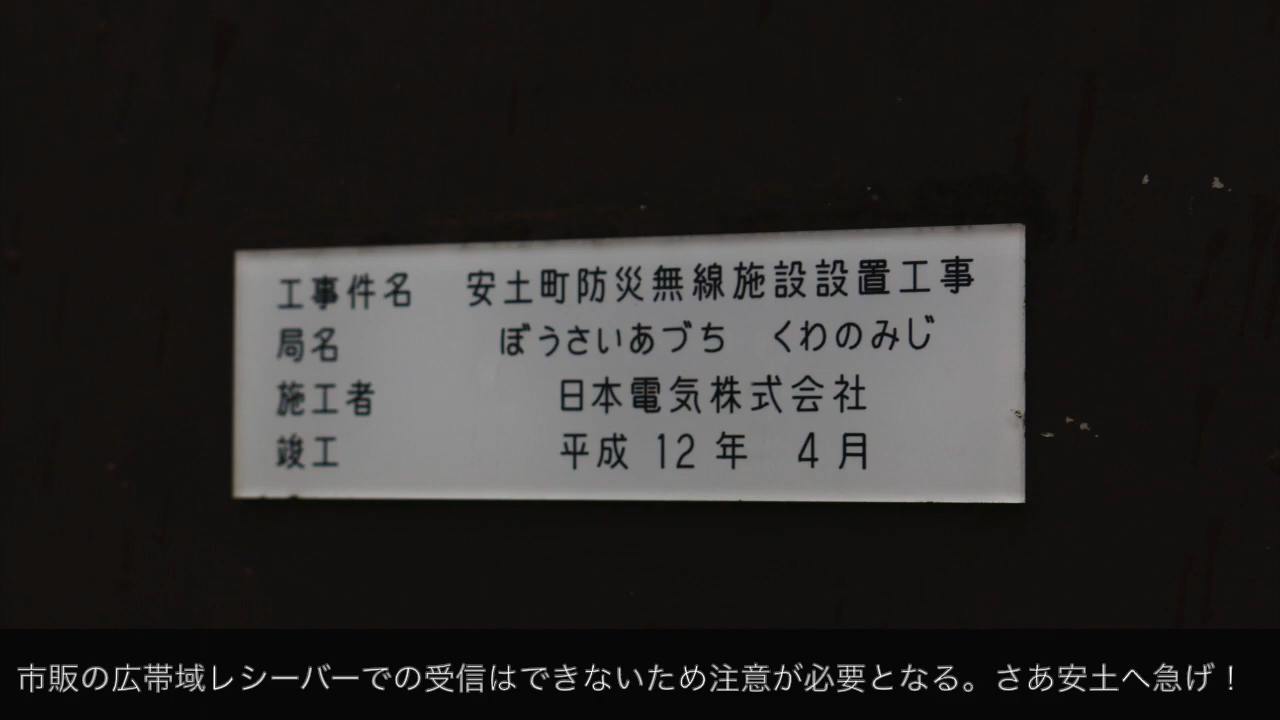 工事件名 安土町防災無線施設設置工事
局名 ぼうさいあづち くわのみじ
施工者 日本電気株式会社
竣工 平成 12 年 4 月
市販の広帯域レシーバーでの受信はできないため注意が必要となる。さあ安土へ急げ！